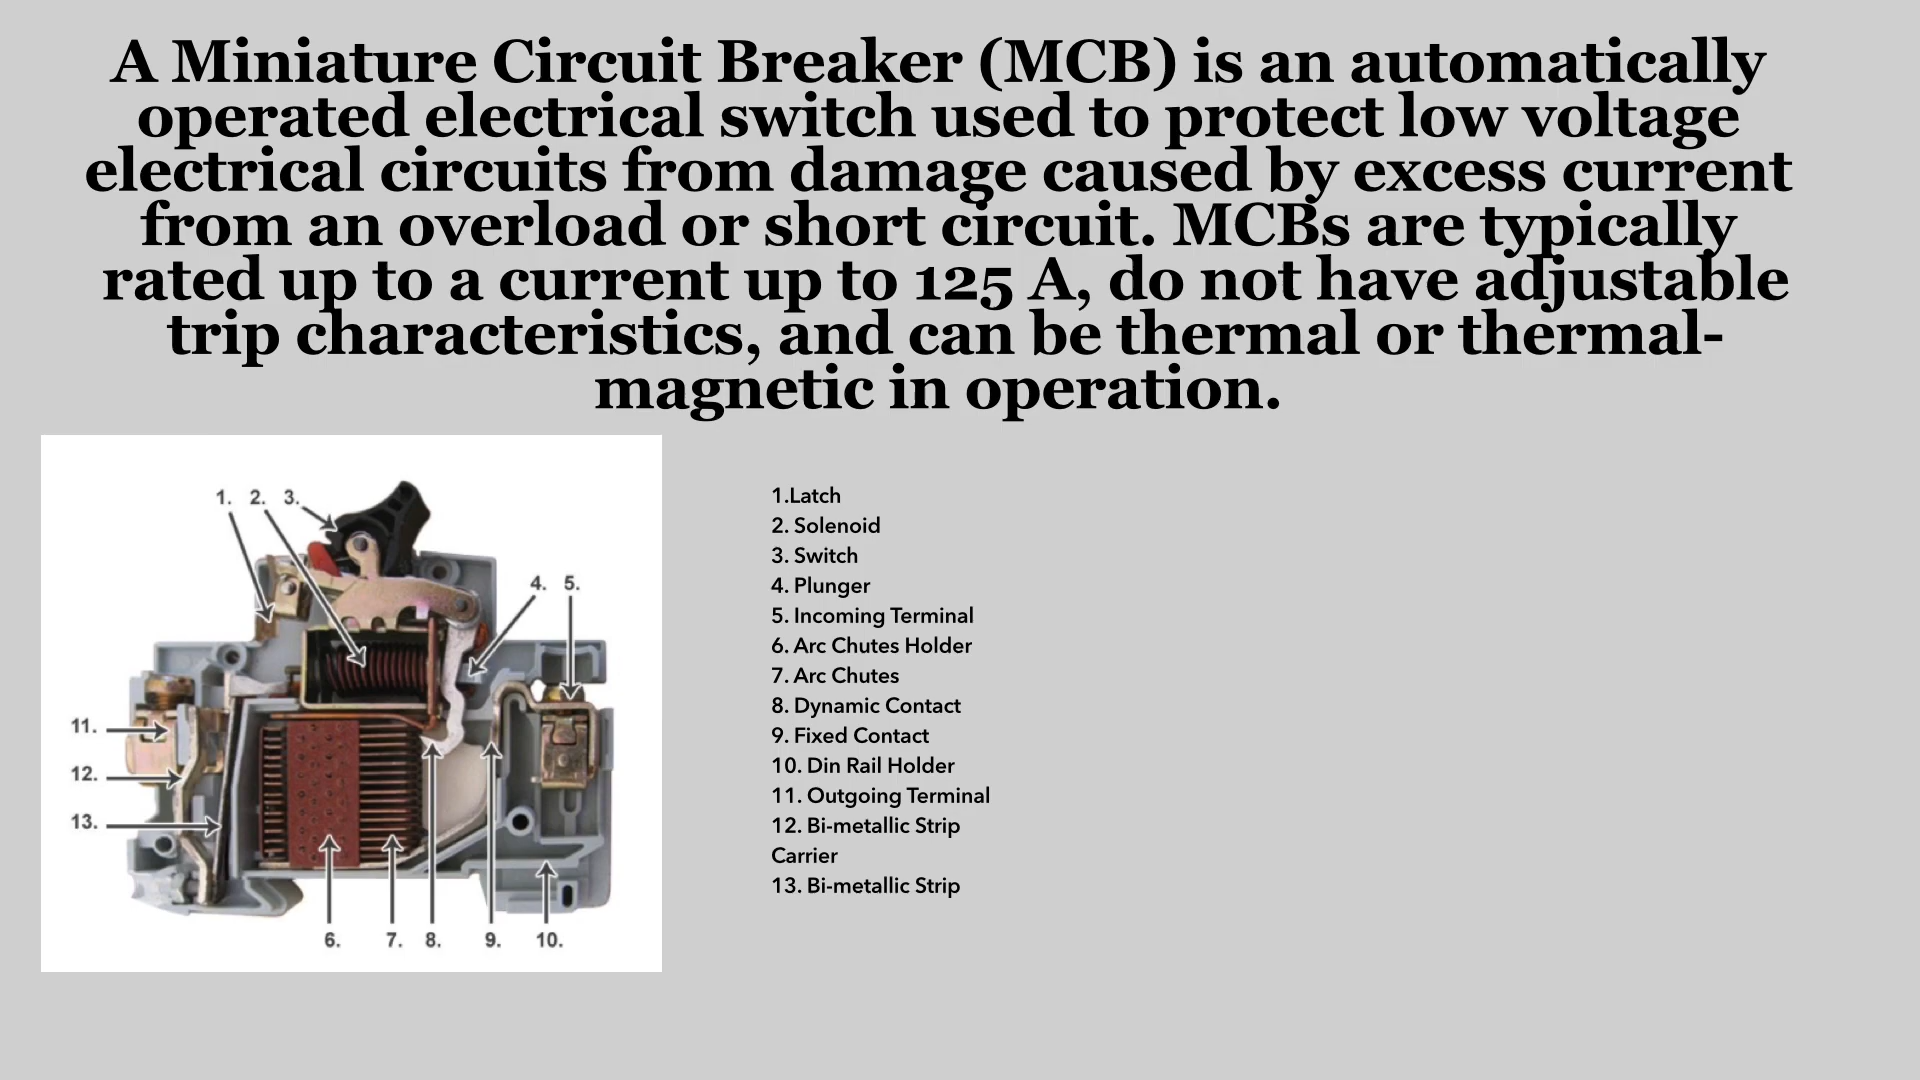 A Miniature Circuit Breaker (MCB) is an automatically
operated electrical switch used to protect low voltage
electrical circuits from damage caused by excess current
from an overload or short circuit. MCBs are typically
rated up to a current up to 125 A, do not have adjustable
trip characteristics, and can be thermal or thermal-
magnetic in operation.
1. 2. 3.
4. 5.
11.
12.
13.
6. 7. 8. 9. 10.
1.Latch
2. Solenoid
3. Switch
4. Plunger
5. Incoming Terminal
6. Arc Chutes Holder
7. Arc Chutes
8. Dynamic Contact
9. Fixed Contact
10. Din Rail Holder
11. Outgoing Terminal
12. Bi-metallic Strip
Carrier
13. Bi-metallic Strip